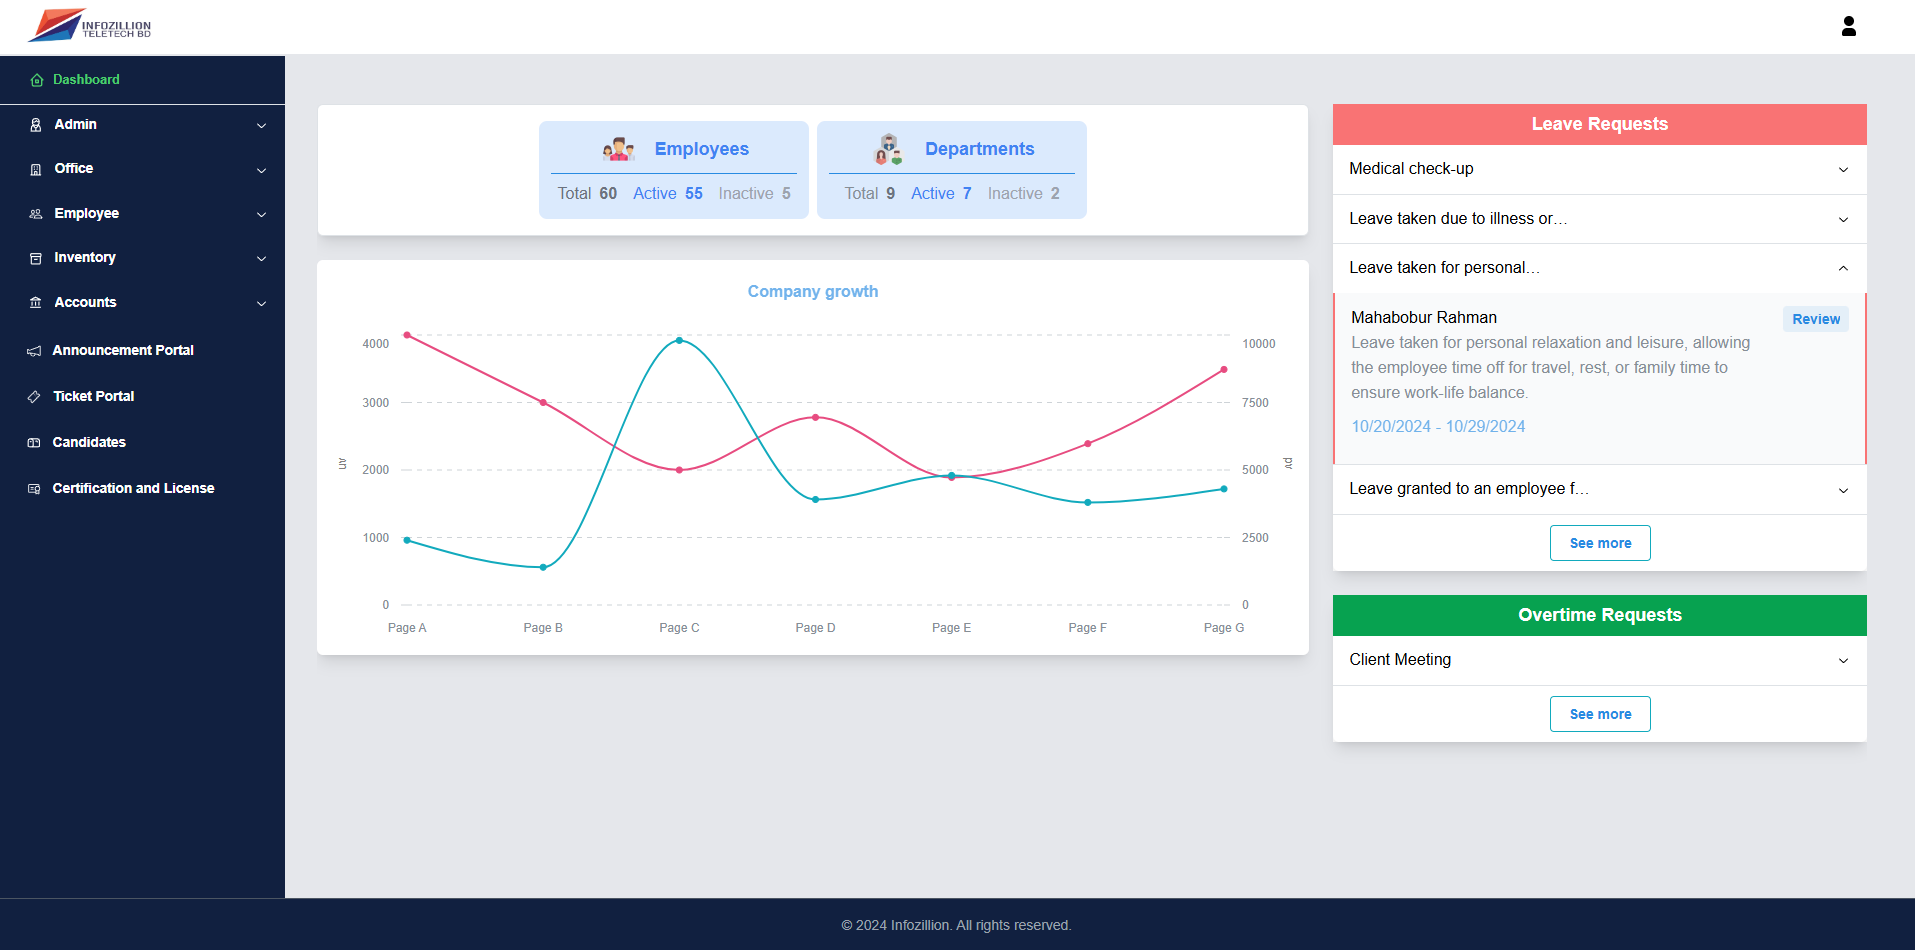 INFOZILLION
TELETECH BD
Dashboard
Admin
Office
Employee
Inventory
Accounts
Announcement Portal
Ticket Portal
Candidates
Certification and License
Employees
Total 60 Active 55 Inactive 5
Departments
Total 9 Active 7 Inactive 2
Company growth
4000
3000
2000
1000
0
uv
10000
7500
5000
2500
0
pv
Page A Page B Page C Page D Page E Page F Page G
Leave Requests
Medical check-up
Leave taken due to illness or...
Leave taken for personal...
Mahabobur Rahman
Review
Leave taken for personal relaxation and leisure, allowing
the employee time off for travel, rest, or family time to
ensure work-life balance.
10/20/2024 - 10/29/2024
Leave granted to an employee f...
See more
Overtime Requests
Client Meeting
See more
© 2024 Infozillion. All rights reserved.